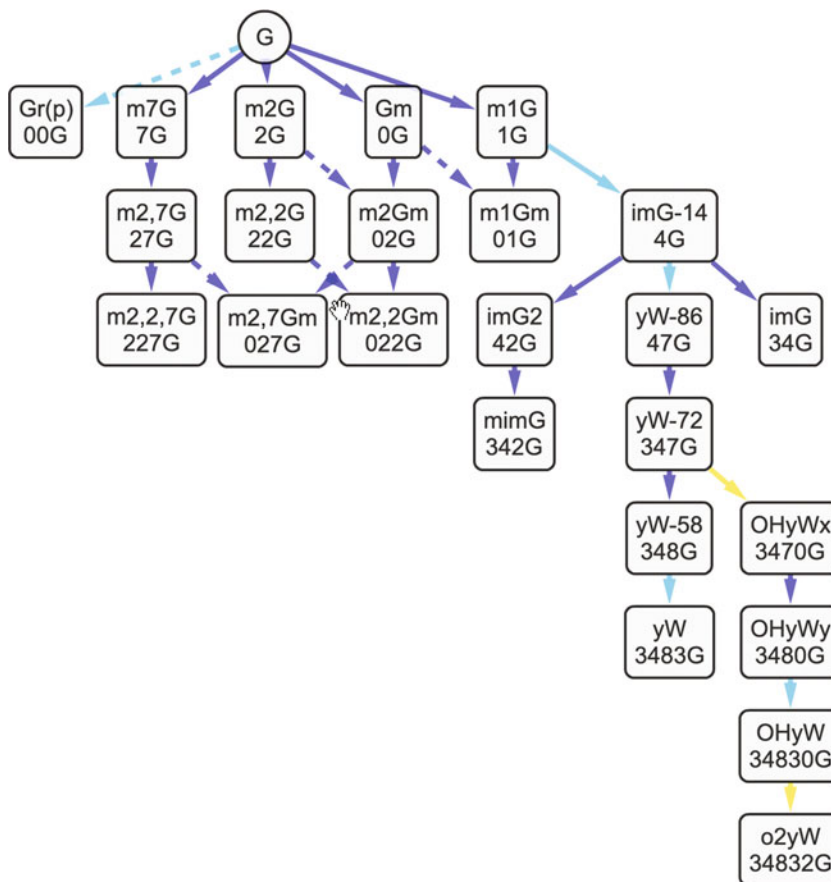 G
Gr(p)
00G
m7G
7G
m2G
2G
Gm
0G
m1G
1G
m2,7G
27G
m2,2G
22G
m2Gm
02G
m1Gm
01G
imG-14
4G
m2,2,7G
227G
m2,7Gm
027G
m2,2Gm
022G
imG2
42G
yW-86
47G
imG
34G
mimG
342G
yW-72
347G
yW-58
348G
OHyWx
3470G
yW
3483G
OHyWy
3480G
OHyW
34830G
o2yW
34832G